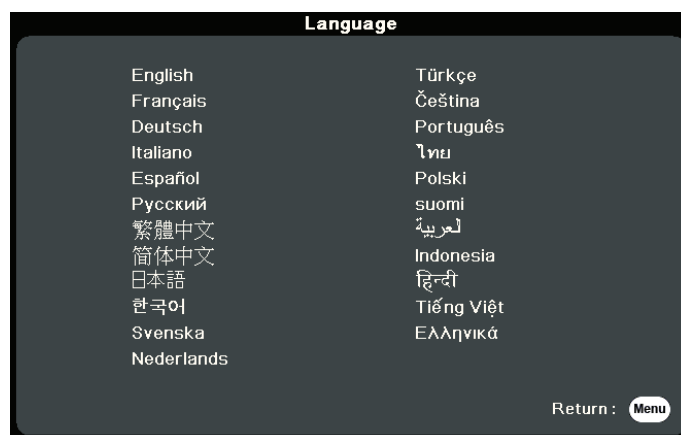 Language
English
Français
Deutsch
Italiano
Español
Русский
繁體中文
简体中文
日本語
한국어
Svenska
Nederlands
Türkçe
Čeština
Português
ไทย
Polski
suomi
العربية
Indonesia
हिन्दी
Tiếng Việt
Ελληνικά
Return: Menu